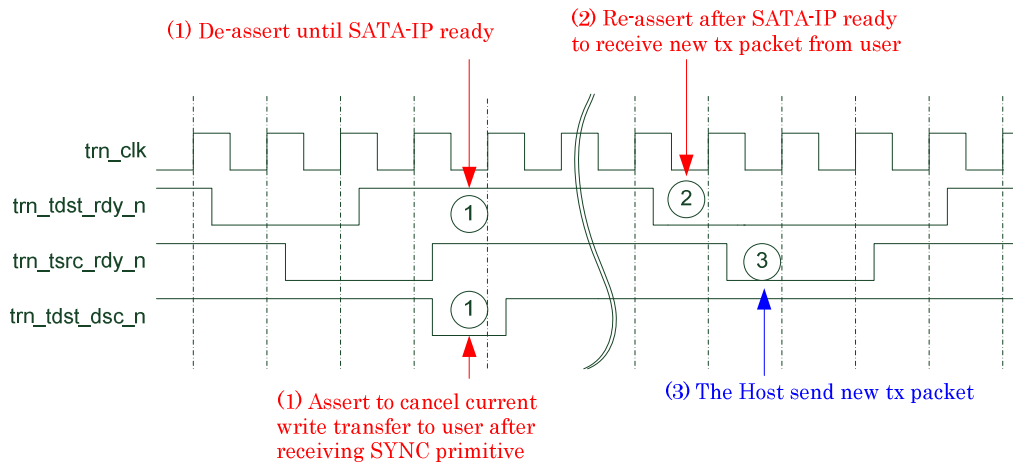 (1) De-assert until SATA-IP ready
(2) Re-assert after SATA-IP ready
to receive new tx packet from user
trn_clk
trn_tdst_rdy_n
1
2
trn_tsrc_rdy_n
3
trn_tdst_dsc_n
1
(1) Assert to cancel current
write transfer to user after
receiving SYNC primitive
(3) The Host send new tx packet